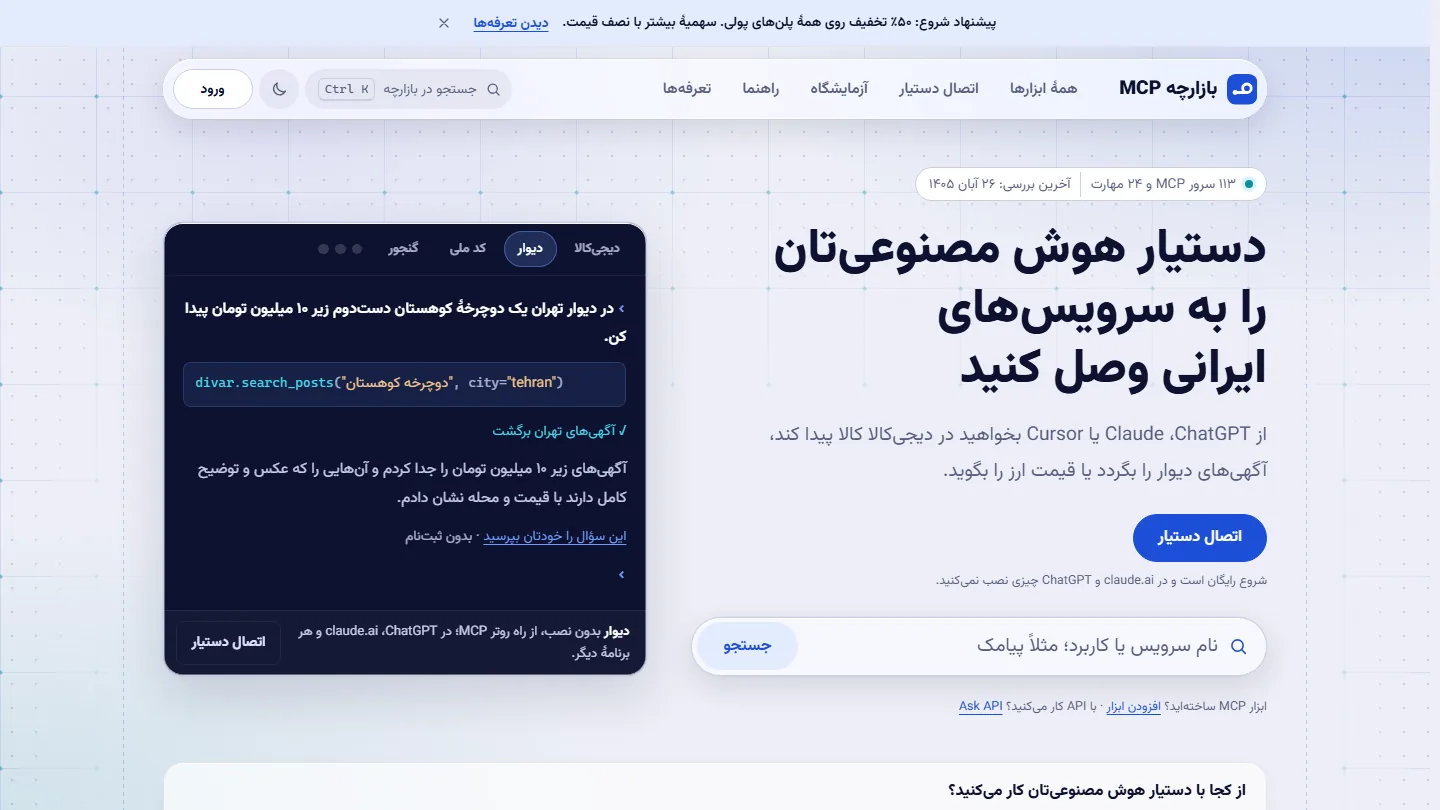 پیشنهاد شروع: ۵۰٪ تخفیف روی همهٔ پلن‌های پولی. سهمیهٔ بیشتر با نصف قیمت. دیدن تعرفه‌ها
بازارچه MCP
همهٔ ابزارها
اتصال دستیار
آزمایشگاه
راهنما
تعرفه‌ها
جستجو در بازارچه Ctrl K
ورود
۱۱۳ سرور MCP و ۲۴ مهارت
آخرین بررسی: ۲۶ آبان ۱۴۰۵
دستیار هوش مصنوعی‌تان
را به سرویس‌های
ایرانی وصل کنید
از Claude ،ChatGPT یا Cursor بخواهید در دیجی‌کالا کالا پیدا کند،
آگهی‌های دیوار را بگردد یا قیمت ارز را بگوید.
اتصال دستیار
شروع رایگان است و در claude.ai و ChatGPT چیزی نصب نمی‌کنید.
نام سرویس یا کاربرد؛ مثلاً پیامک
جستجو
ابزار MCP ساخته‌اید؟ افزودن ابزار · با API کار می‌کنید؟ Ask API
دیجی‌کالا
دیوار
کد ملی
گنجور
› در دیوار تهران یک دوچرخهٔ کوهستان دست‌دوم زیر ۱۰ میلیون تومان پیدا
کن.
divar.search_posts("دوچرخه کوهستان", city="tehran")
✓ آگهی‌های تهران برگشت
آگهی‌های زیر ۱۰ میلیون تومان را جدا کردم و آن‌هایی را که عکس و توضیح
کامل دارند با قیمت و محله نشان دادم.
این سؤال را خودتان بپرسید · بدون ثبت‌نام
›
دیوار بدون نصب، از راه روتر MCP؛ در claude.ai ،ChatGPT و هر
برنامهٔ دیگر.
اتصال دستیار
از کجا با دستیار هوش مصنوعی‌تان کار می‌کنید؟